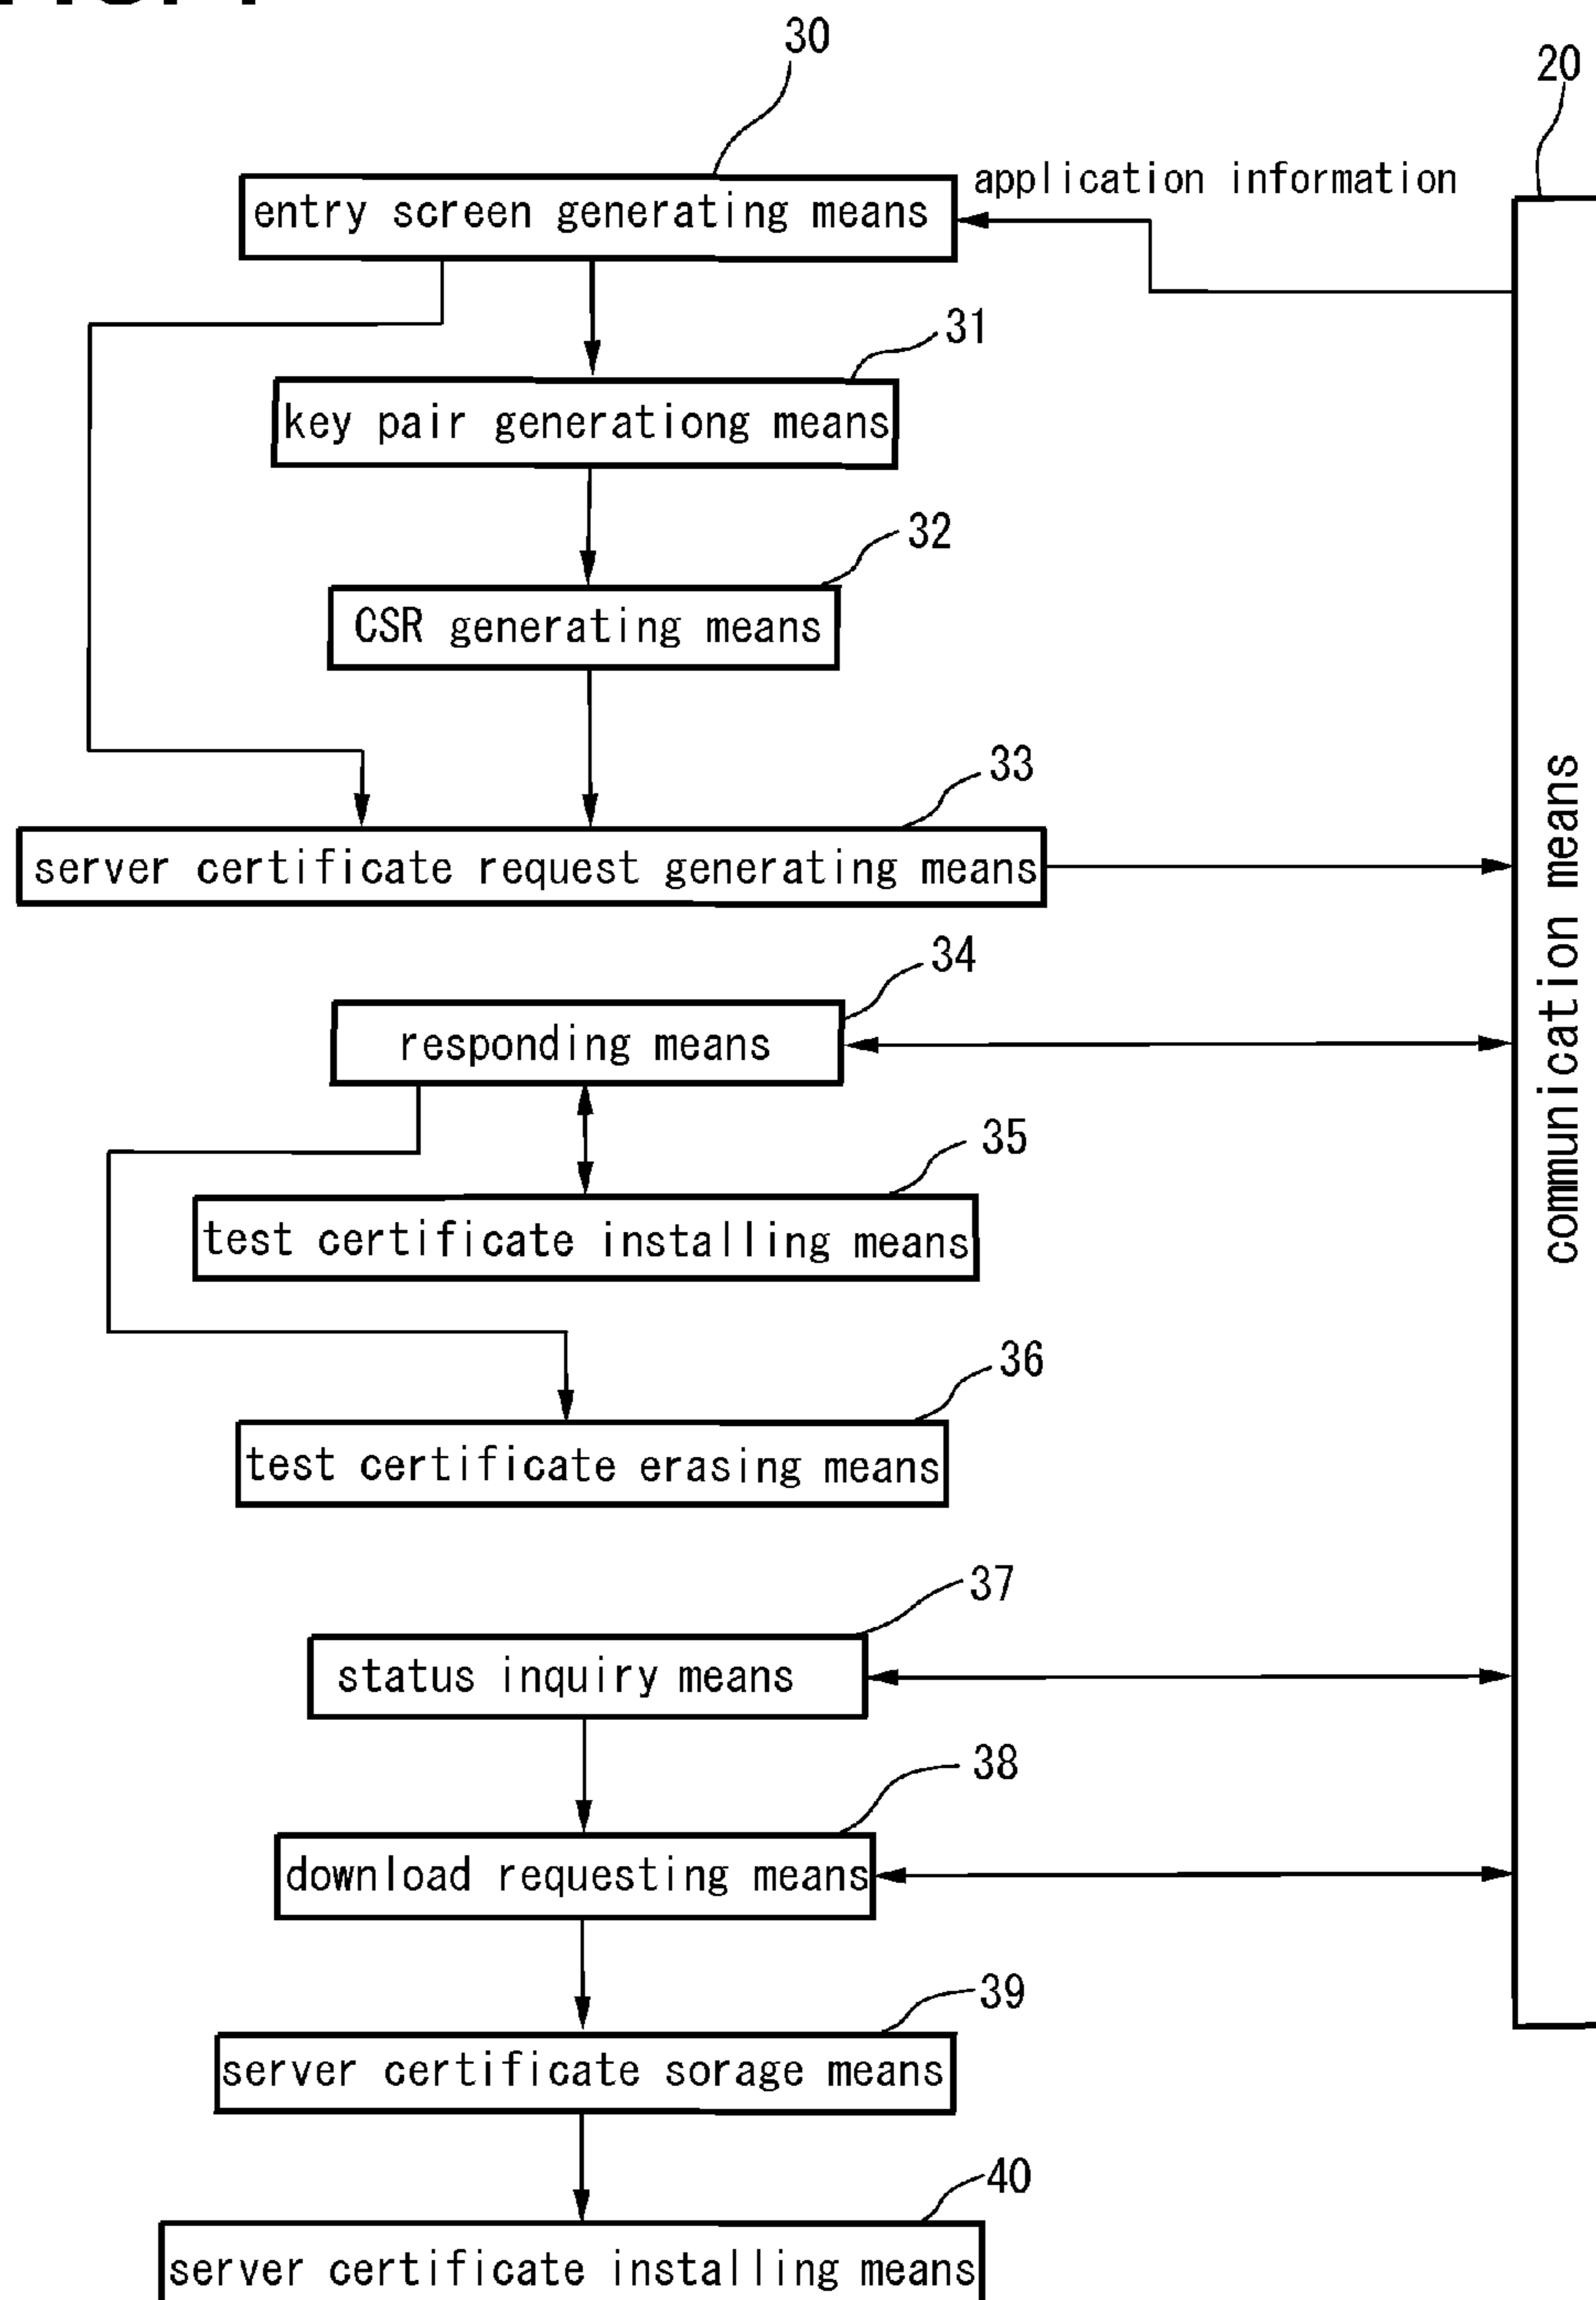 30
20
application information
entry screen generating means
31
key pair generationg means
32
CSR generating means
33
server certificate request generating means
communication means
34
responding means
35
test certificate installing means
36
test certificate erasing means
37
status inquiry means
38
download requesting means
39
server certificate sorage means
40
server certificate installing means